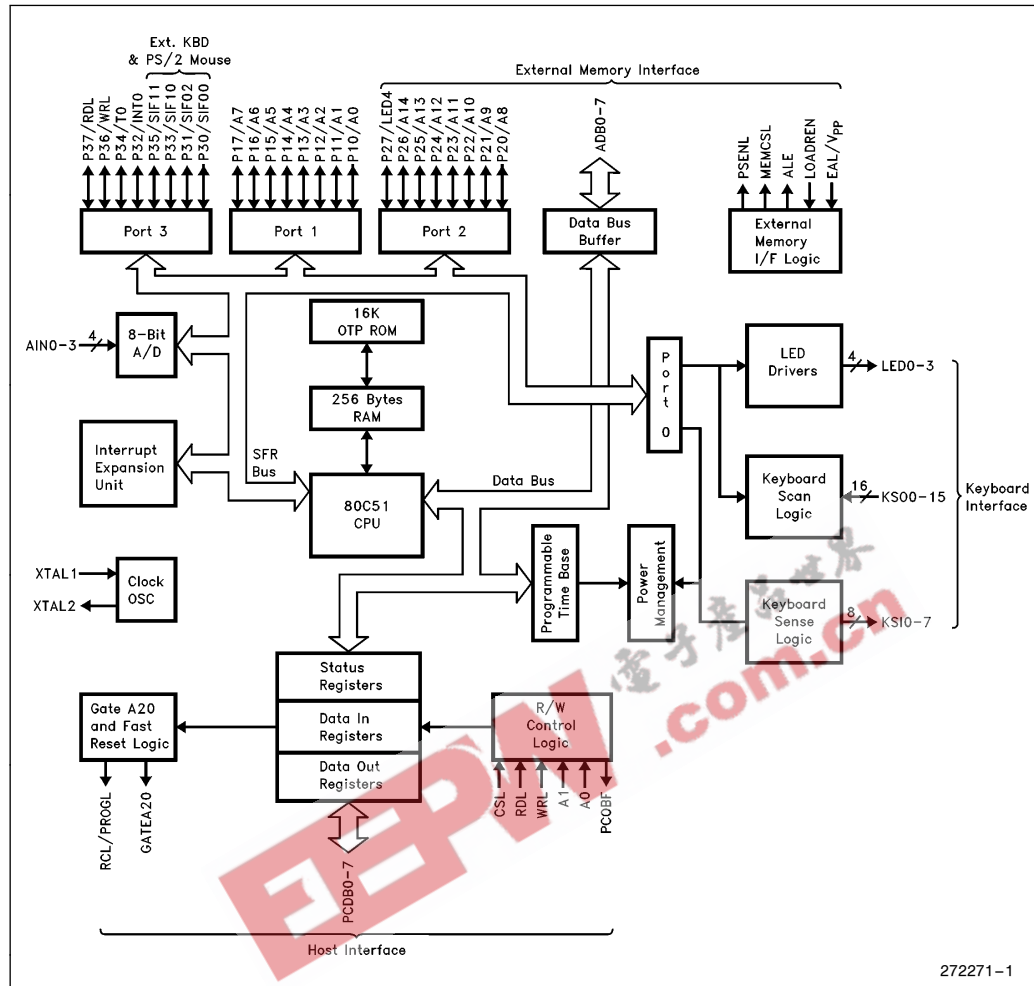 Ext. KBD
& PS/2 Mouse
External Memory Interface
P37/RDL
P36/WRL
P34/T0
P32/INT0
P35/SIF11
P33/SIF10
P31/SIF02
P30/SIF00
P17/A7
P16/A6
P15/A5
P14/A4
P13/A3
P12/A2
P11/A1
P10/A0
P27/LED4
P26/A14
P25/A13
P24/A12
P23/A11
P22/A10
P21/A9
P20/A8
ADB0-7
PSENL
MEMCSL
ALE
LOADREN
EAL/VPP
Port 3
Port 1
Port 2
Data Bus
Buffer
External
Memory
I/F Logic
AIN0-3
4
8-Bit
A/D
16K
OTP ROM
256 Bytes
RAM
Port 0
LED
Drivers
4
LED0-3
Interrupt
Expansion
Unit
SFR
Bus
80C51
CPU
Data Bus
Keyboard
Scan
Logic
16
KSO0-15
Keyboard
Interface
XTAL1
XTAL2
Clock
OSC
Programmable
Time Base
Power
Management
Keyboard
Sense
Logic
8
KSI0-7
Status
Registers
Data In
Registers
Data Out
Registers
Gate A20
and Fast
Reset Logic
R/W
Control
Logic
RCL/PROGL
GATEA20
CSL
RDL
WRL
A1
A0
PCOBF
PCDB0-7
Host Interface
電子產品世界
EEPW.com.cn
272271-1